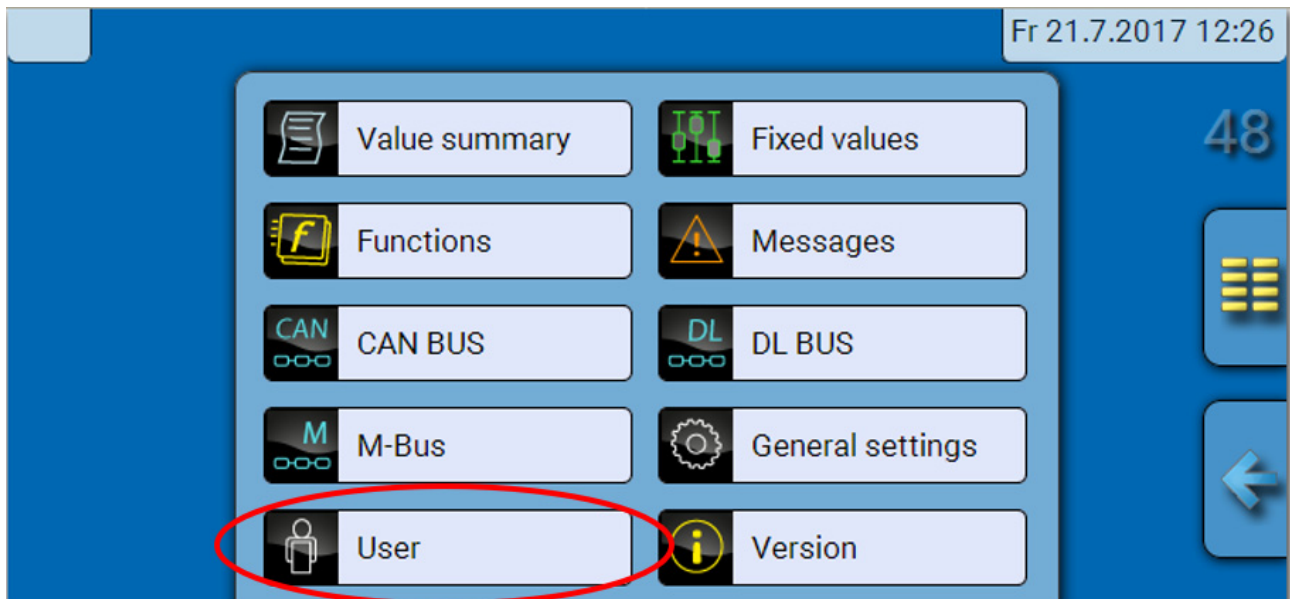 Fr 21.7.2017 12:26
48
Value summary
Fixed values
f Functions
Messages
CAN CAN BUS
DL DL BUS
M M-Bus
General settings
User
i Version